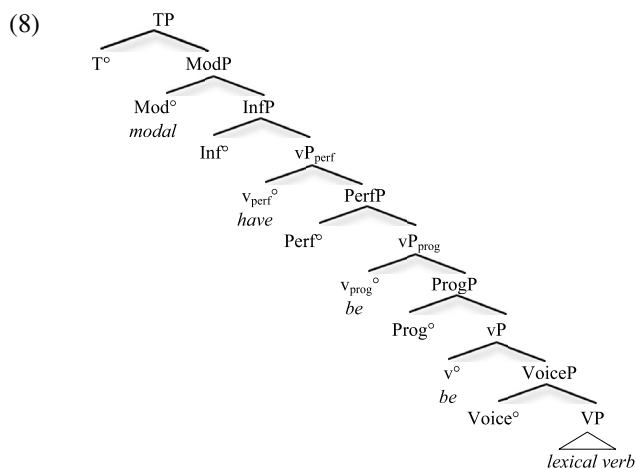 (8) TP
T° ModP
Mod° InfP
modal
Inf° vPperf
vperf° PerfP
have
Perf° vPprog
vprog° ProgP
be
Prog° vP
v° VoiceP
be
Voice° VP
lexical verb